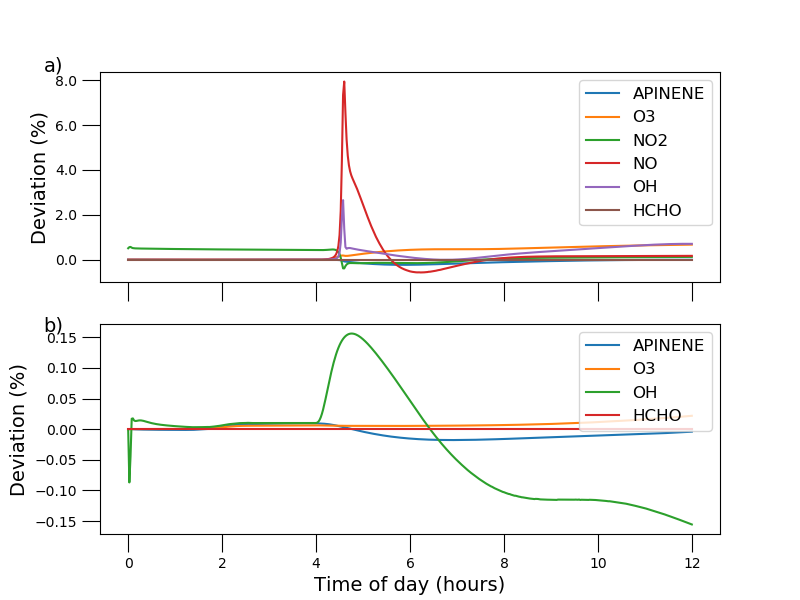 a)
Deviation (%)
8.0
6.0
4.0
2.0
0.0
APINENE
O3
NO2
NO
OH
HCHO
b)
Deviation (%)
0.15
0.10
0.05
0.00
−0.05
−0.10
−0.15
APINENE
O3
OH
HCHO
0 2 4 6 8 10 12
Time of day (hours)